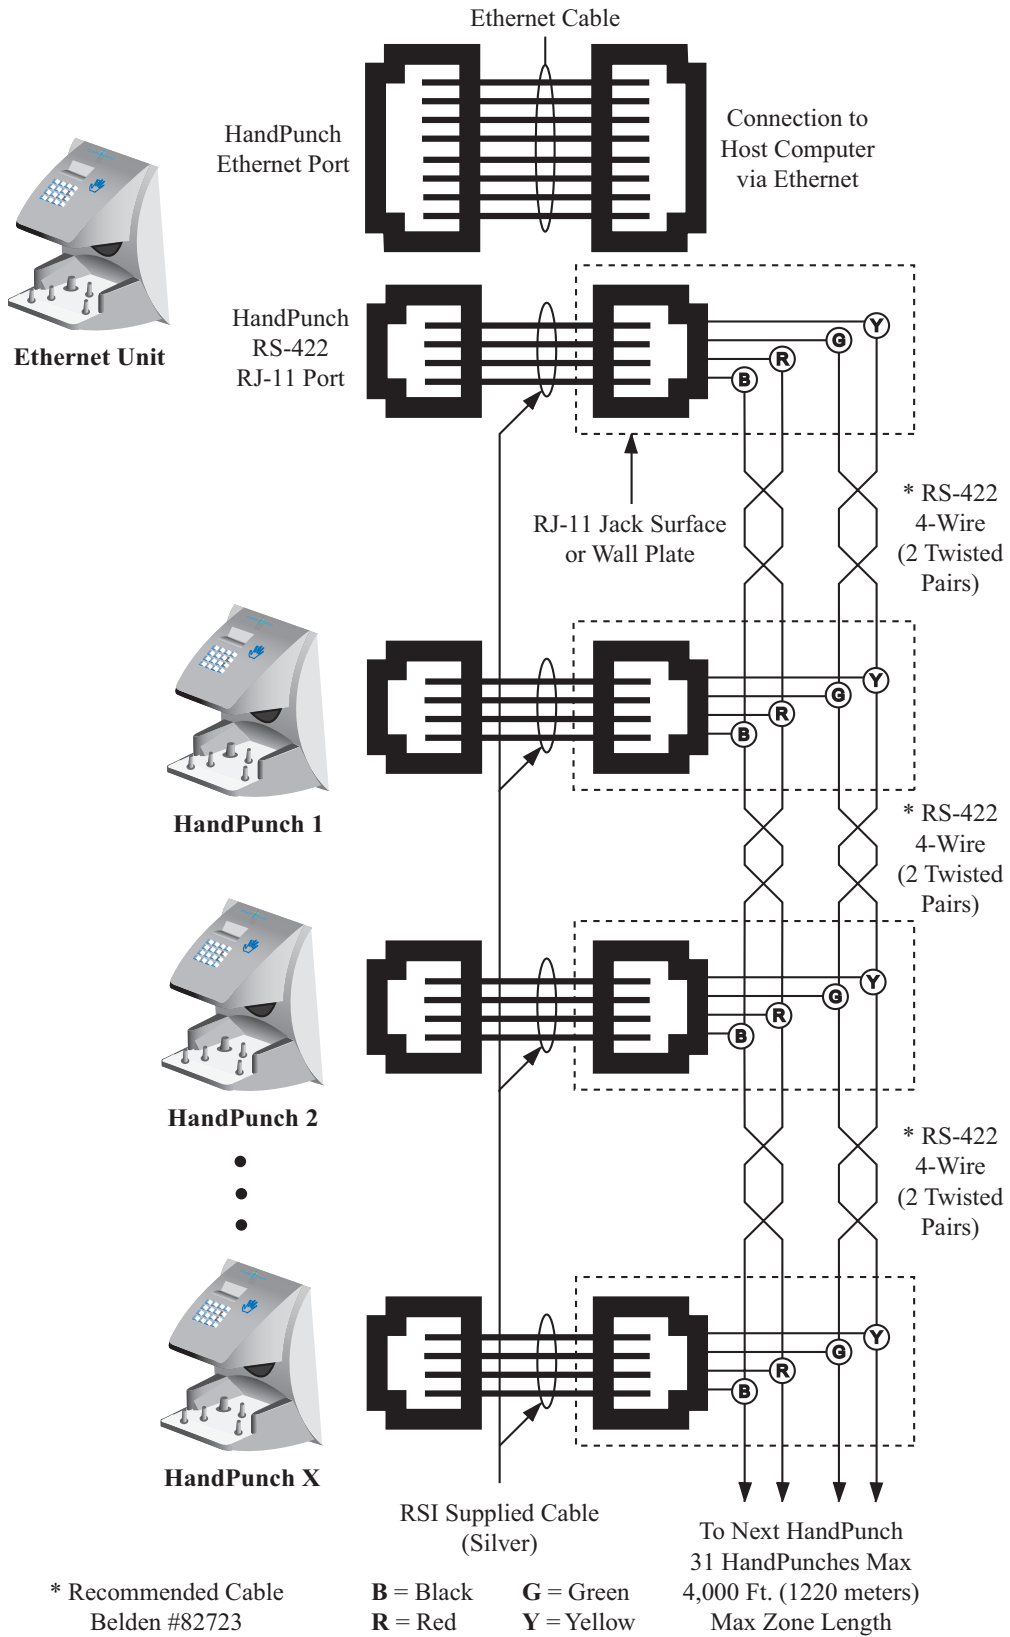 Ethernet Cable
HandPunch
Ethernet Port
Connection to
Host Computer
via Ethernet
Ethernet Unit
HandPunch
RS-422
RJ-11 Port
Y
G
R
B
RJ-11 Jack Surface
or Wall Plate
* RS-422
4-Wire
(2 Twisted
Pairs)
HandPunch 1
Y
G
R
B
* RS-422
4-Wire
(2 Twisted
Pairs)
HandPunch 2
Y
G
R
B
* RS-422
4-Wire
(2 Twisted
Pairs)
HandPunch X
Y
G
R
B
RSI Supplied Cable
(Silver)
To Next HandPunch
31 HandPunches Max
4,000 Ft. (1220 meters)
Max Zone Length
* Recommended Cable
Belden #82723
B = Black
R = Red
G = Green
Y = Yellow